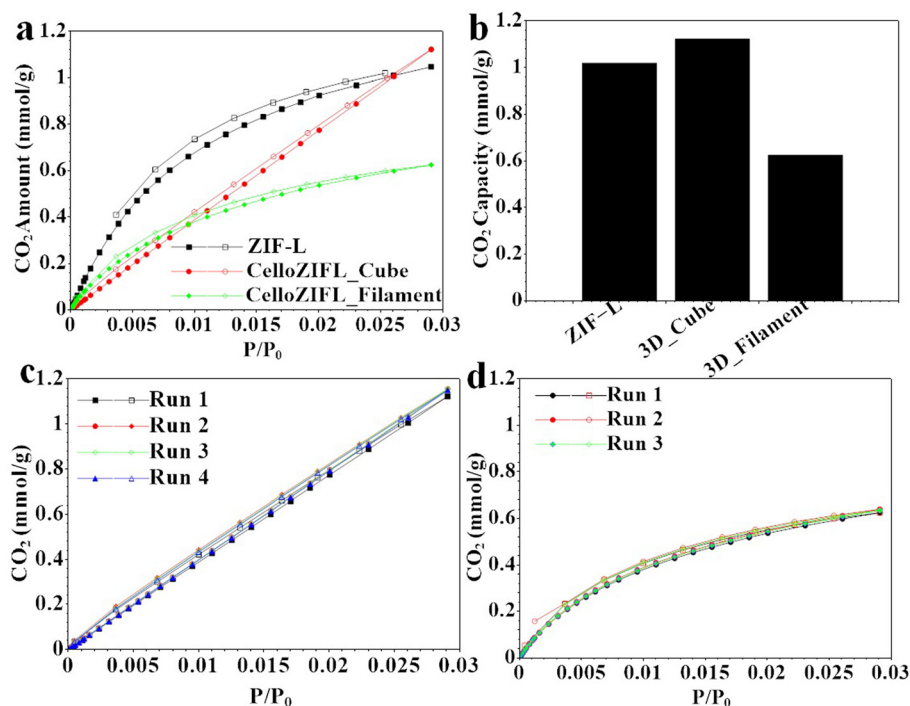 a
1.2
1
0.8
0.6
0.4
0.2
0
CO2 Amount (mmol/g)
ZIF-L
CelloZIFL_Cube
CelloZIFL_Filament
0 0.005 0.01 0.015 0.02 0.025 0.03
P/P0
b
1.2
1
0.8
0.6
0.4
0.2
0
CO2 Capacity (mmol/g)
ZIF−L
3D_Cube
3D_Filament
c
1.2
1
0.8
0.6
0.4
0.2
0
CO2 (mmol/g)
Run 1
Run 2
Run 3
Run 4
0 0.005 0.01 0.015 0.02 0.025 0.03
P/P0
d
1.2
1
0.8
0.6
0.4
0.2
0
CO2 (mmol/g)
Run 1
Run 2
Run 3
0 0.005 0.01 0.015 0.02 0.025 0.03
P/P0